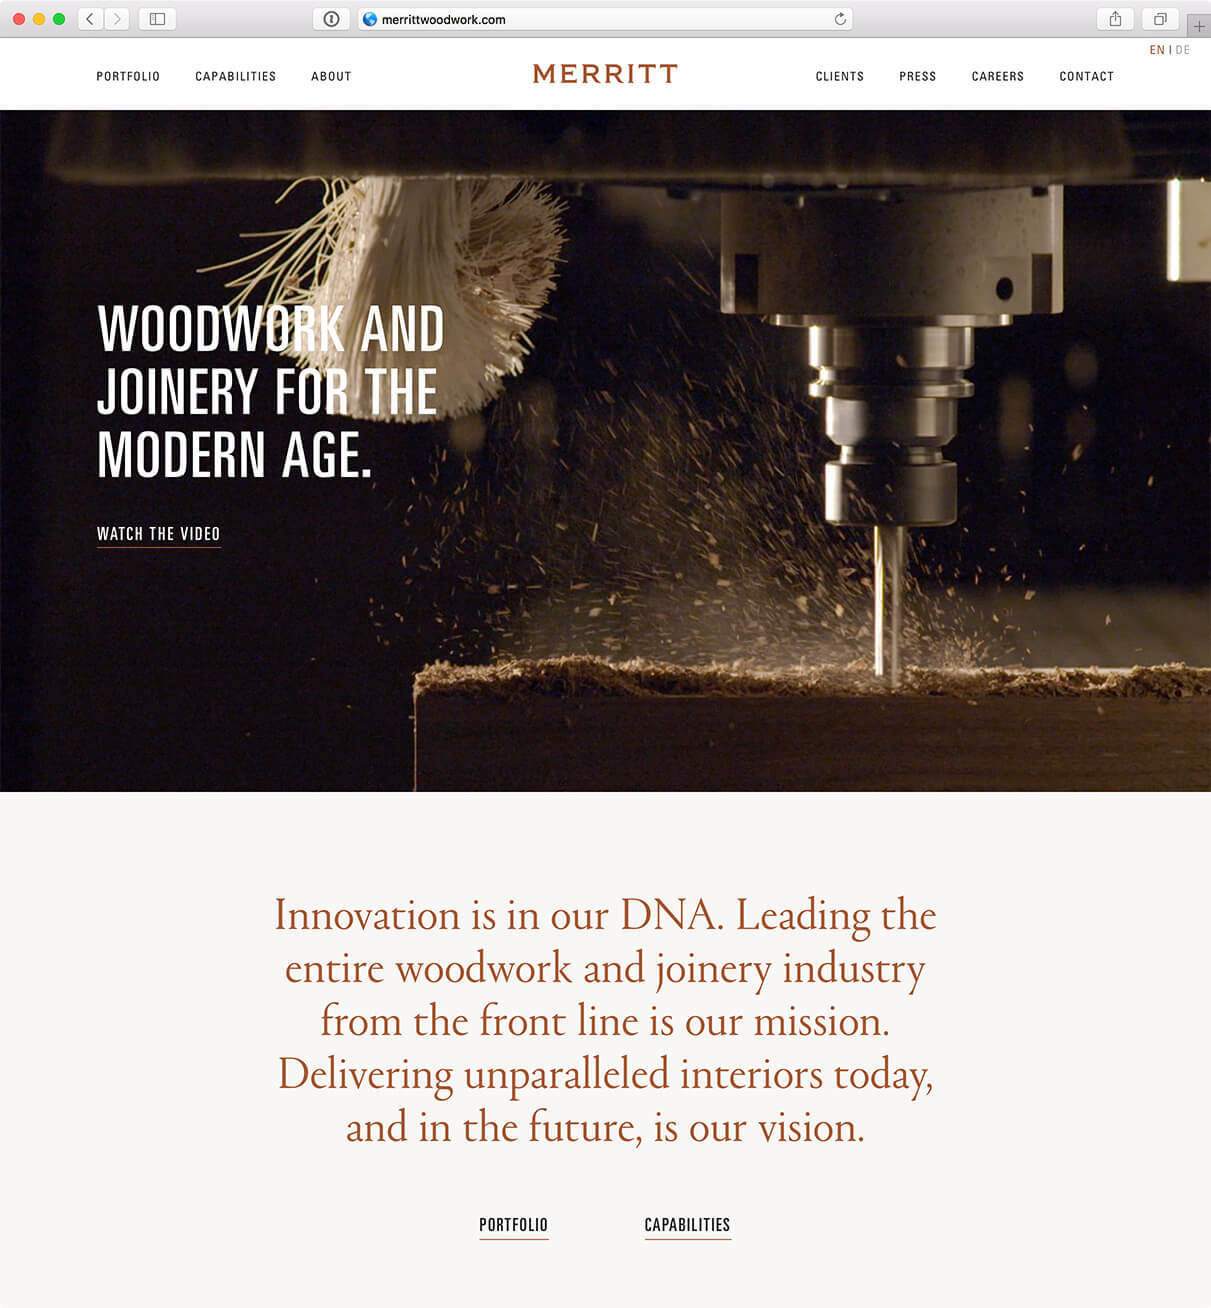 merrittwoodwork.com
EN | DE
PORTFOLIO CAPABILITIES ABOUT MERRITT CLIENTS PRESS CAREERS CONTACT
WOODWORK AND
JOINERY FOR THE
MODERN AGE.
WATCH THE VIDEO
Innovation is in our DNA. Leading the
entire woodwork and joinery industry
from the front line is our mission.
Delivering unparalleled interiors today,
and in the future, is our vision.
PORTFOLIO CAPABILITIES